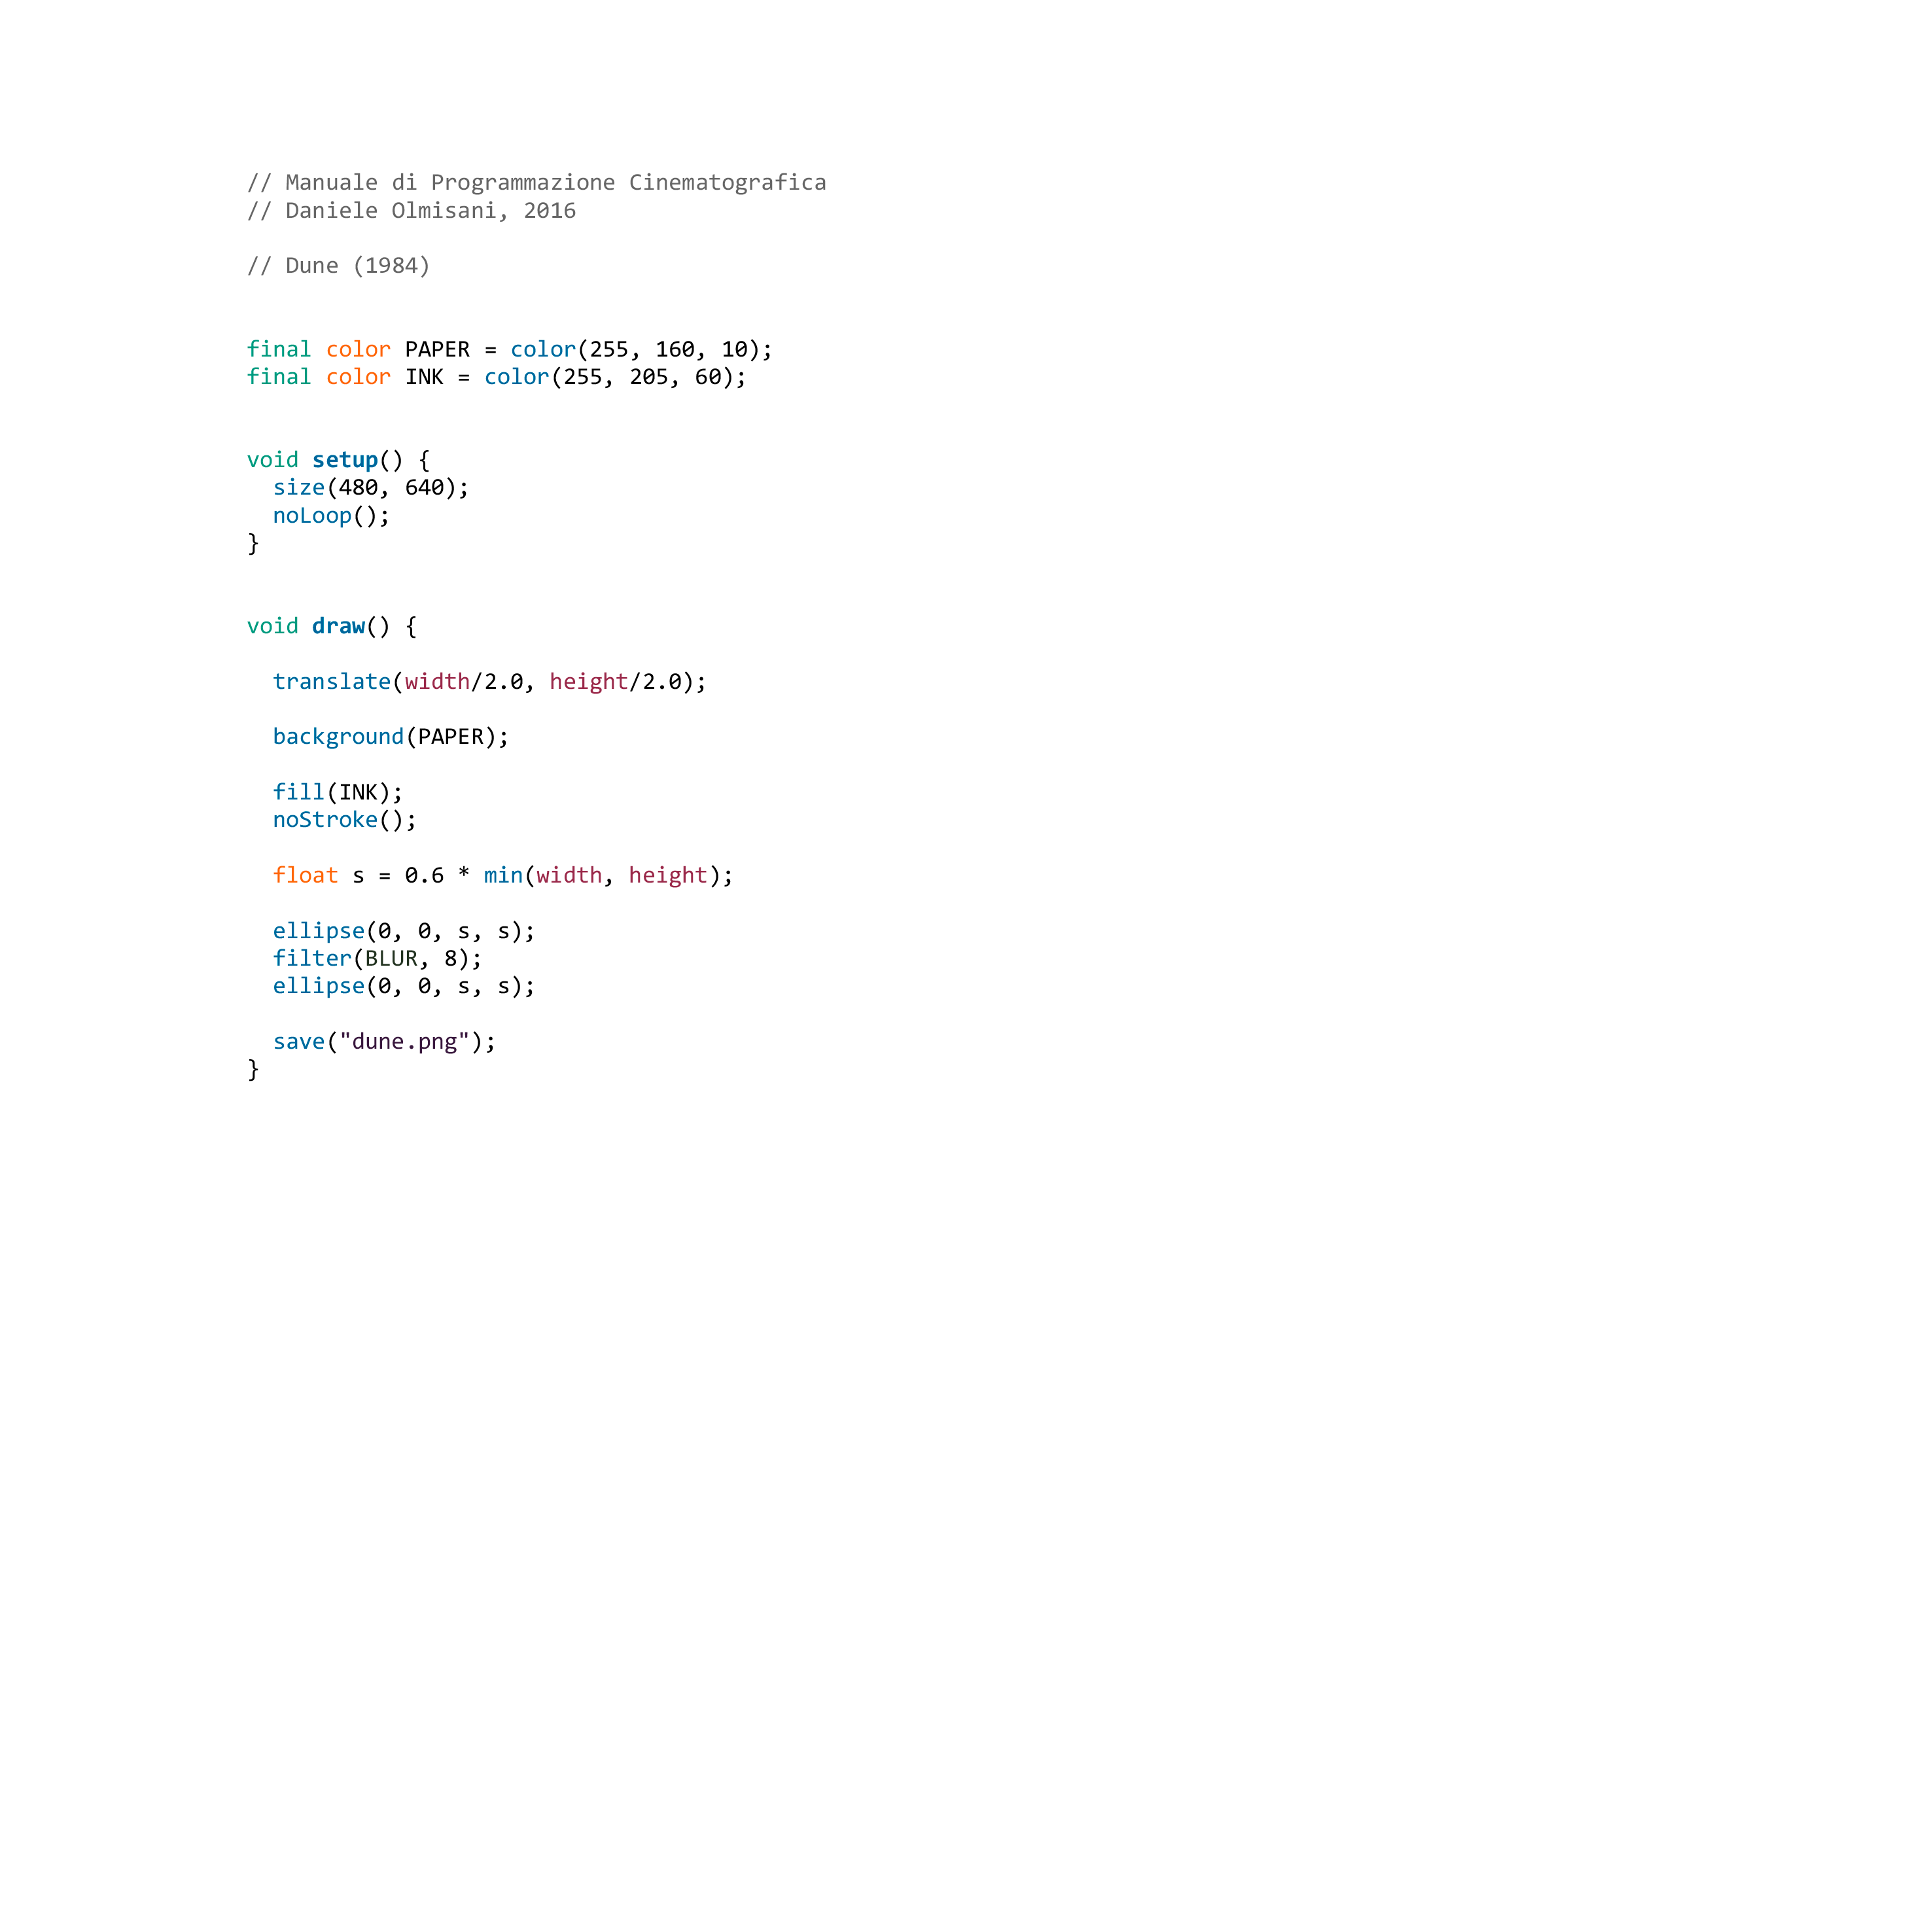 // Manuale di Programmazione Cinematografica
// Daniele Olmisani, 2016

// Dune (1984)


final color PAPER = color(255, 160, 10);
final color INK = color(255, 205, 60);


void setup() {
  size(480, 640);
  noLoop();
}


void draw() {

  translate(width/2.0, height/2.0);

  background(PAPER);

  fill(INK);
  noStroke();

  float s = 0.6 * min(width, height);

  ellipse(0, 0, s, s);
  filter(BLUR, 8);
  ellipse(0, 0, s, s);

  save("dune.png");
}